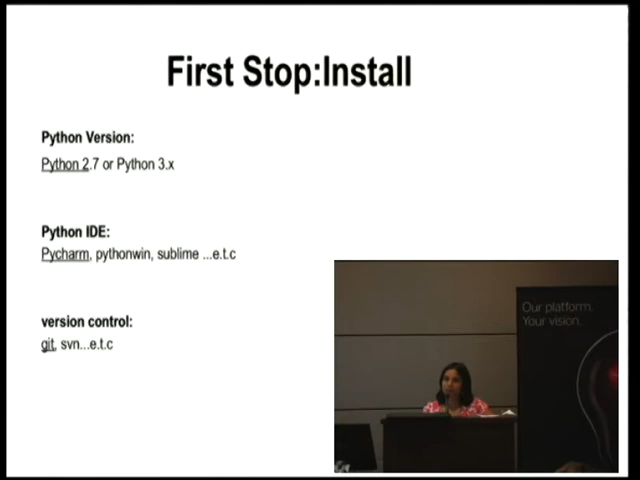 First Stop:Install
Python Version:
Python 2.7 or Python 3.x
Python IDE:
Pycharm, pythonwin, sublime ...e.t.c
version control:
git, svn...e.t.c
Our platform.
Your vision.